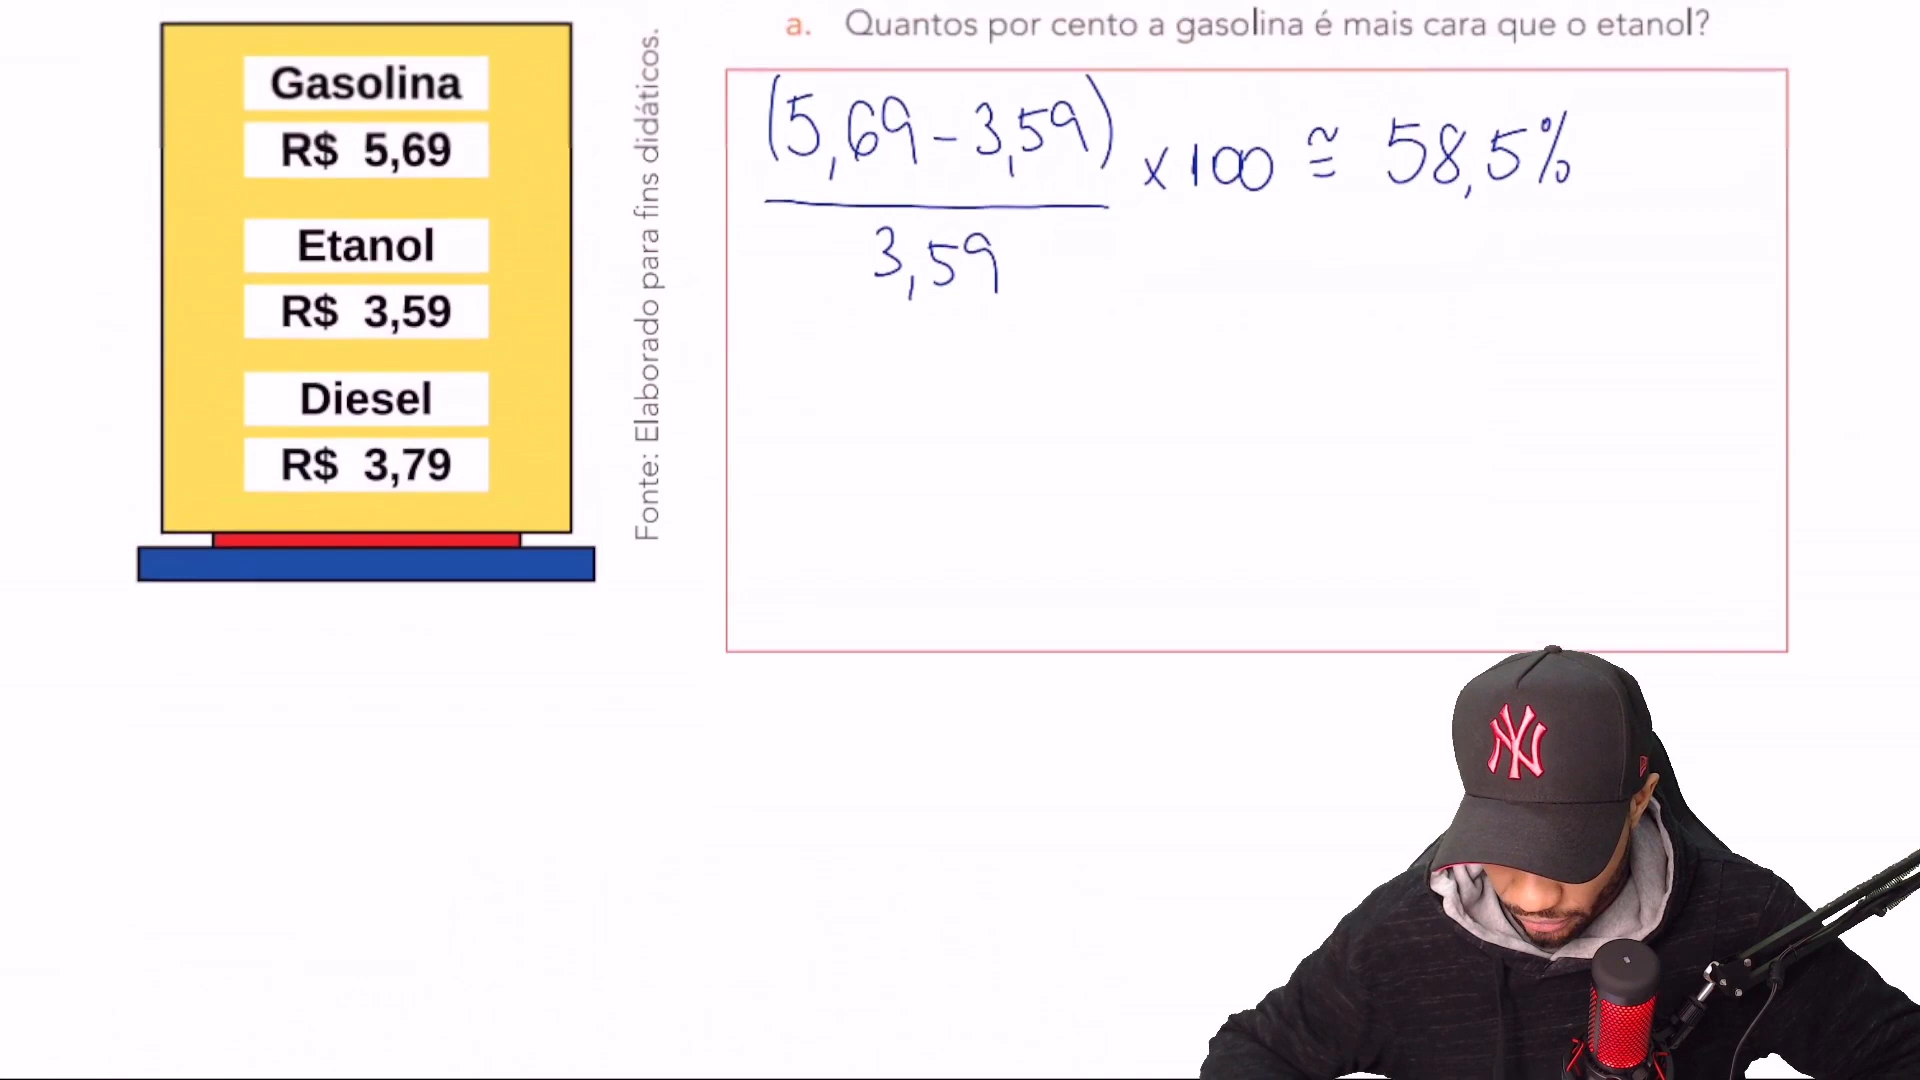 Gasolina
R$ 5,69
Etanol
R$ 3,59
Diesel
R$ 3,79
Fonte: Elaborado para fins didáticos.
a. Quantos por cento a gasolina é mais cara que o etanol?
(5,69 - 3,59)
x 100 ≅ 58,5%
3,59
NY